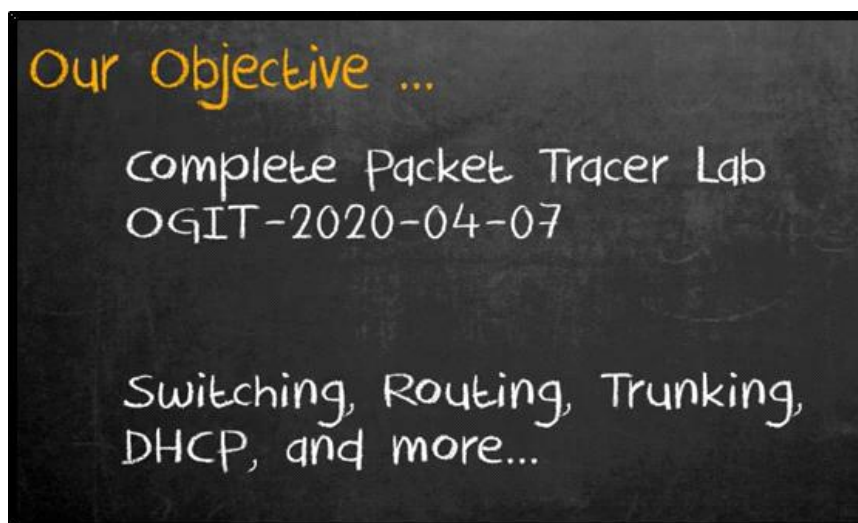 Our Objective ...
Complete Packet Tracer Lab
OGIT-2020-04-07
Switching, Routing, Trunking,
DHCP, and more...